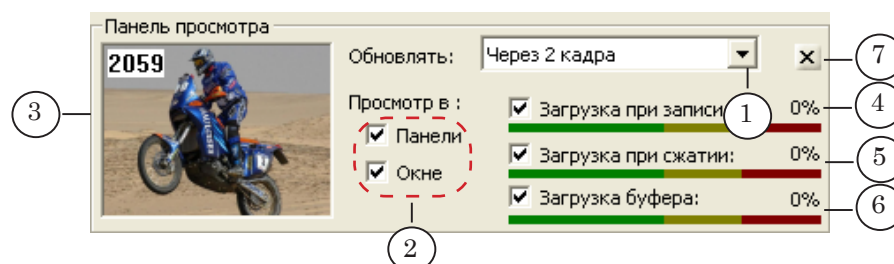 Панель просмотра
2059
Обновлять: Через 2 кадра
7
3
Просмотр в :
1
Загрузка при записи 0%
4
Панели
Загрузка при сжатии: 0%
5
Окне
Загрузка буфера: 0%
6
2